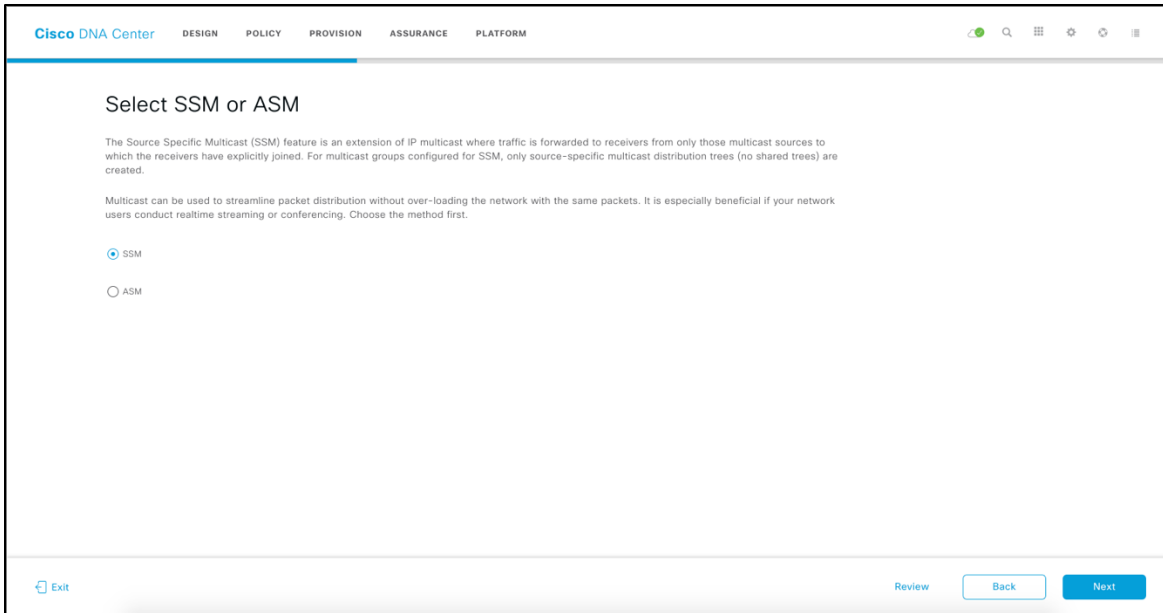 Cisco DNA Center DESIGN POLICY PROVISION ASSURANCE PLATFORM
Select SSM or ASM
The Source Specific Multicast (SSM) feature is an extension of IP multicast where traffic is forwarded to receivers from only those multicast sources to
which the receivers have explicitly joined. For multicast groups configured for SSM, only source-specific multicast distribution trees (no shared trees) are
created.
Multicast can be used to streamline packet distribution without over-loading the network with the same packets. It is especially beneficial if your network
users conduct realtime streaming or conferencing. Choose the method first.
SSM
ASM
Exit Review Back Next